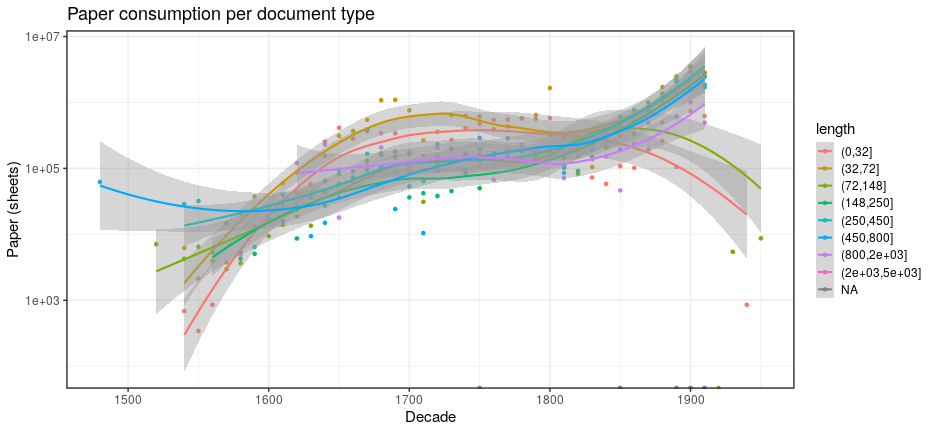 Paper consumption per document type
1e+07
1e+05
1e+03
Paper (sheets)
1500
1600
1700
1800
1900
Decade
length
(0,32]
(32,72]
(72,148]
(148,250]
(250,450]
(450,800]
(800,2e+03]
(2e+03,5e+03]
NA